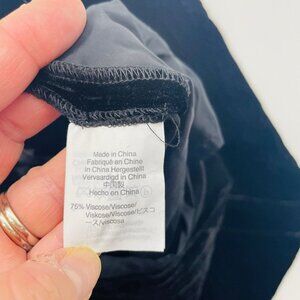 Made in China
Fabriqué en Chine
In China Hergestellt
Vervaardigd in China
中国製
Hecho en China
75% Viscose/Viscose/
Viskose/Viscose/ビスコ
ース/viscosa